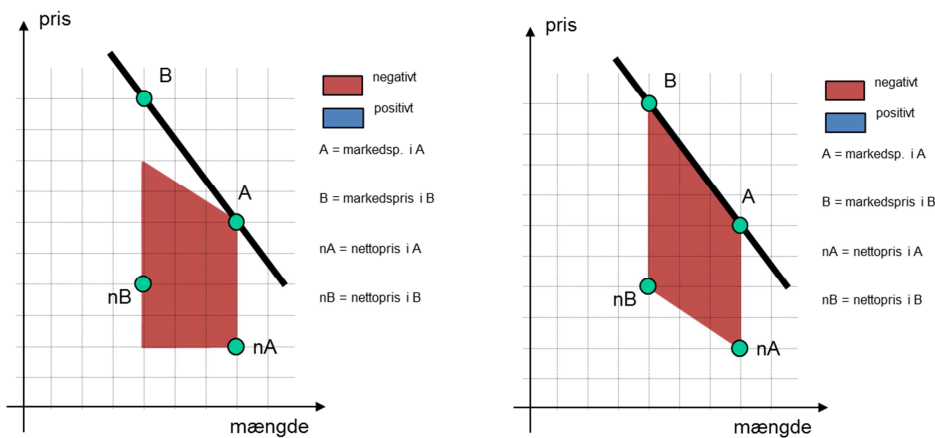 pris
B
negativt
positivt
A = markedsp. i A
A
B = markedspris i B
nA = nettopris i A
nB
nB = nettopris i B
nA
mængde
pris
B
negativt
positivt
A = markedsp. i A
A
B = markedspris i B
nA = nettopris i A
nB
nB = nettopris i B
nA
mængde